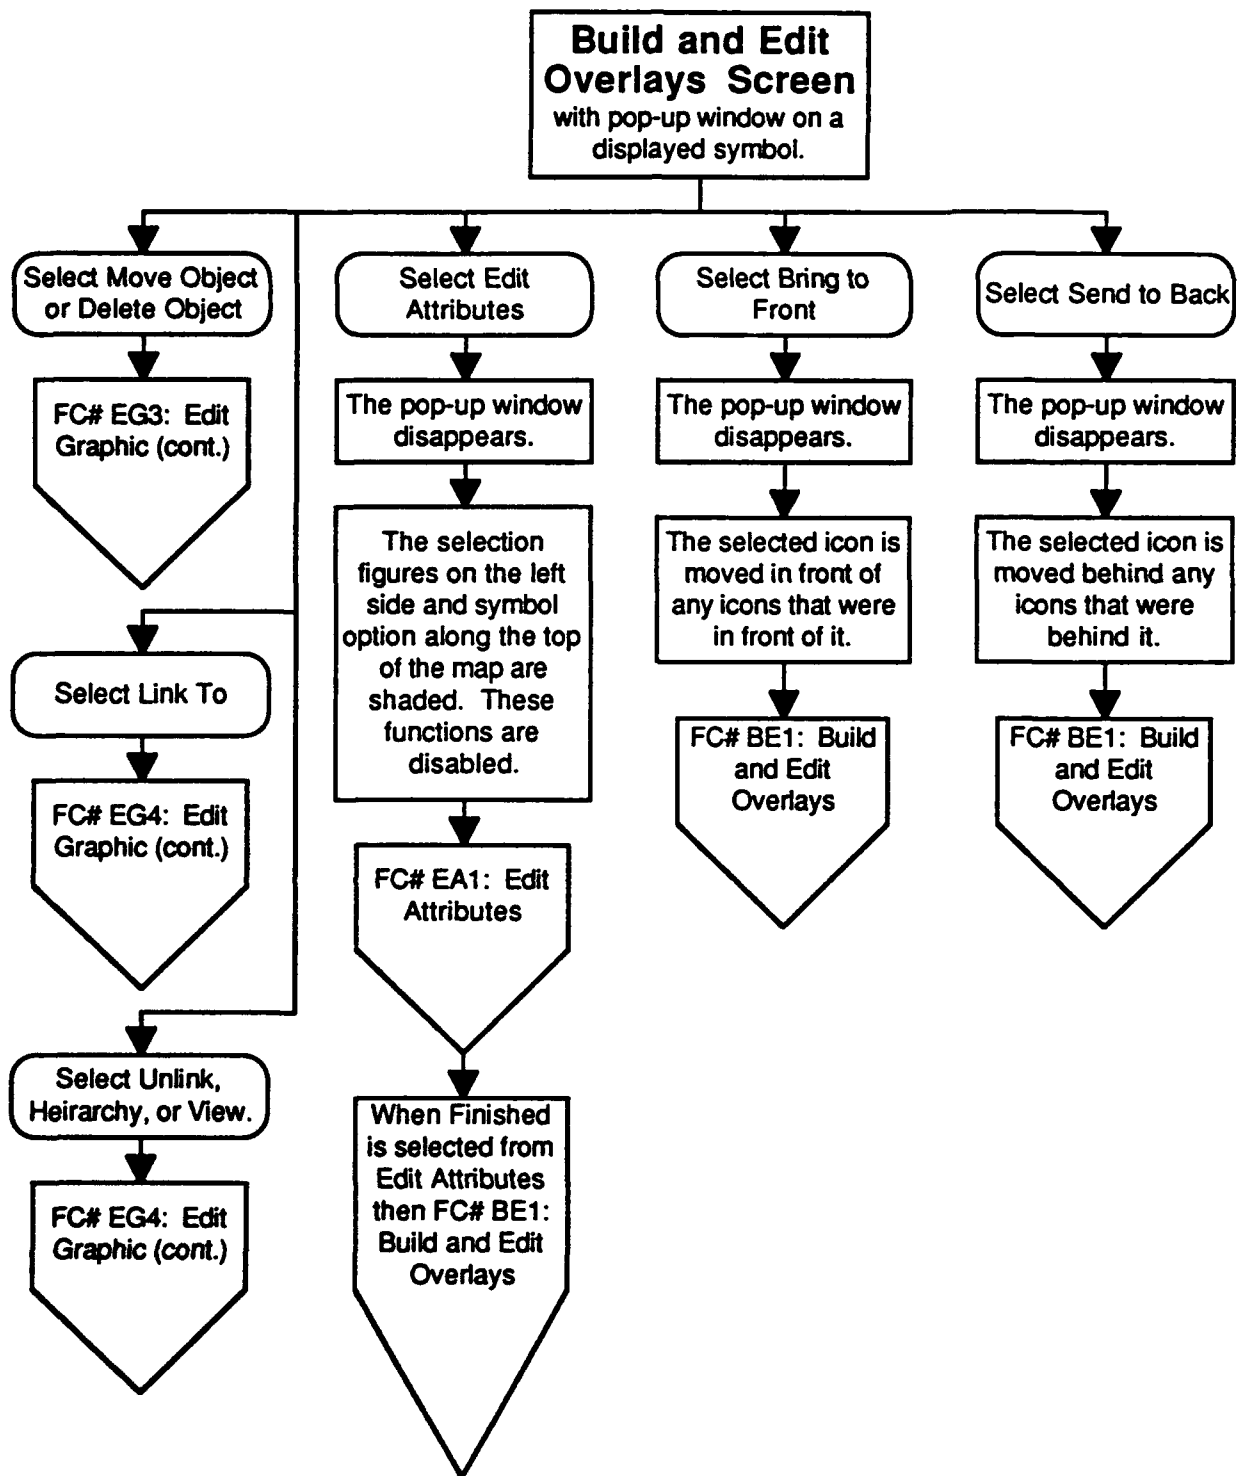 Build and Edit
Overlays Screen
with pop-up window on a
displayed symbol.
Select Move Object
or Delete Object
FC# EG3: Edit
Graphic (cont.)
Select Link To
FC# EG4: Edit
Graphic (cont.)
Select Unlink,
Heirarchy, or View.
FC# EG4: Edit
Graphic (cont.)
Select Edit
Attributes
The pop-up window
disappears.
The selection
figures on the left
side and symbol
option along the top
of the map are
shaded. These
functions are
disabled.
FC# EA1: Edit
Attributes
When Finished
is selected from
Edit Attributes
then FC# BE1:
Build and Edit
Overlays
Select Bring to
Front
The pop-up window
disappears.
The selected icon is
moved in front of
any icons that were
in front of it.
FC# BE1: Build
and Edit
Overlays
Select Send to Back
The pop-up window
disappears.
The selected icon is
moved behind any
icons that were
behind it.
FC# BE1: Build
and Edit
Overlays